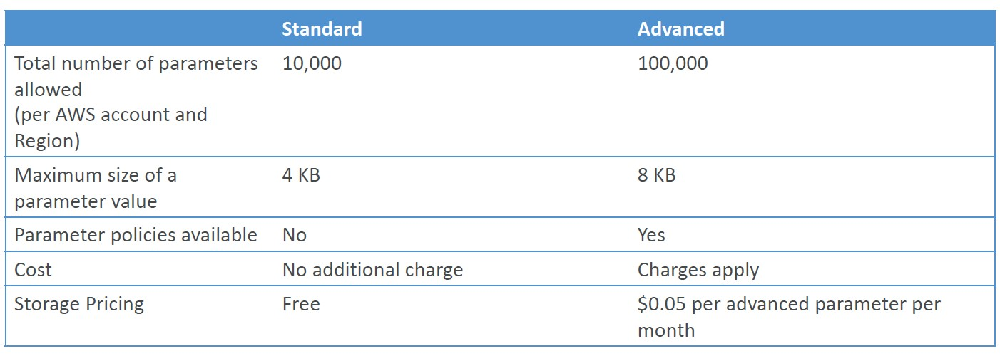 Standard Advanced
Total number of parameters 10,000 100,000
allowed
(per AWS account and
Region)
Maximum size of a 4 KB 8 KB
parameter value
Parameter policies available No Yes
Cost No additional charge Charges apply
Storage Pricing Free $0.05 per advanced parameter per
month